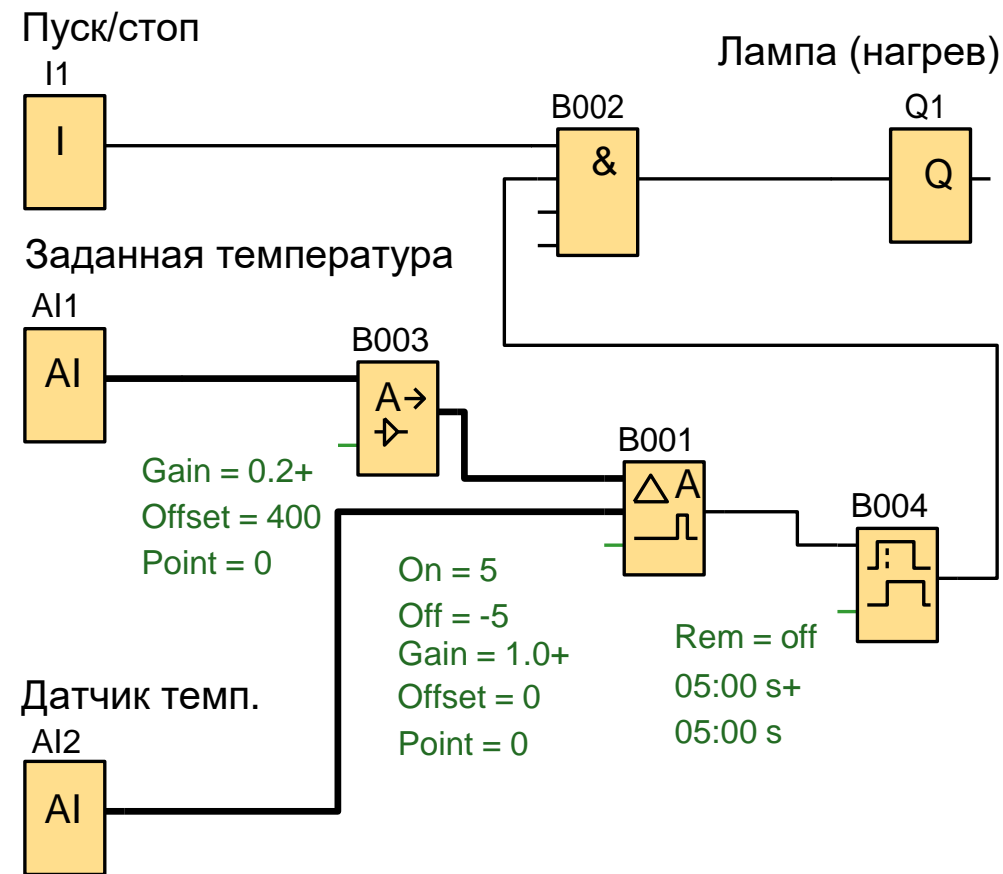 Пуск/стоп
I1
I
Лампа (нагрев)
B002
&
Q1
Q
Заданная температура
AI1
AI
B003
A→
Gain = 0.2+
Offset = 400
Point = 0
B001
A
On = 5
Off = -5
Gain = 1.0+
Offset = 0
Point = 0
B004
Rem = off
05:00 s+
05:00 s
Датчик темп.
AI2
AI